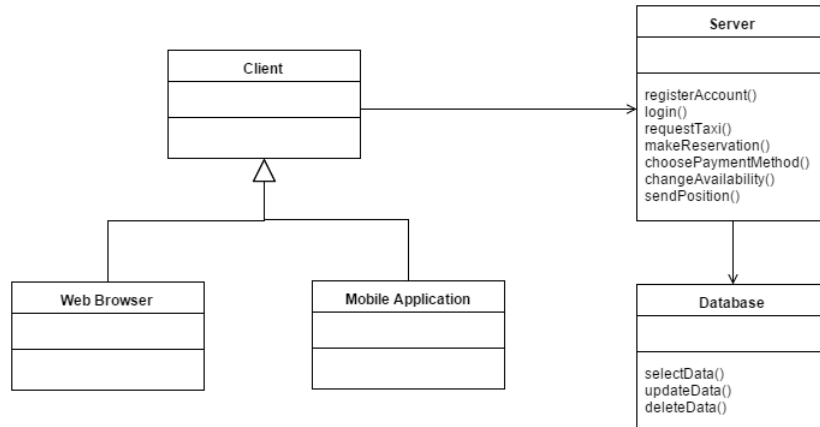 Server
Client
registerAccount()
login()
requestTaxi()
makeReservation()
choosePaymentMethod()
changeAvailability()
sendPosition()
Web Browser
Mobile Application
Database
selectData()
updateData()
deleteData()